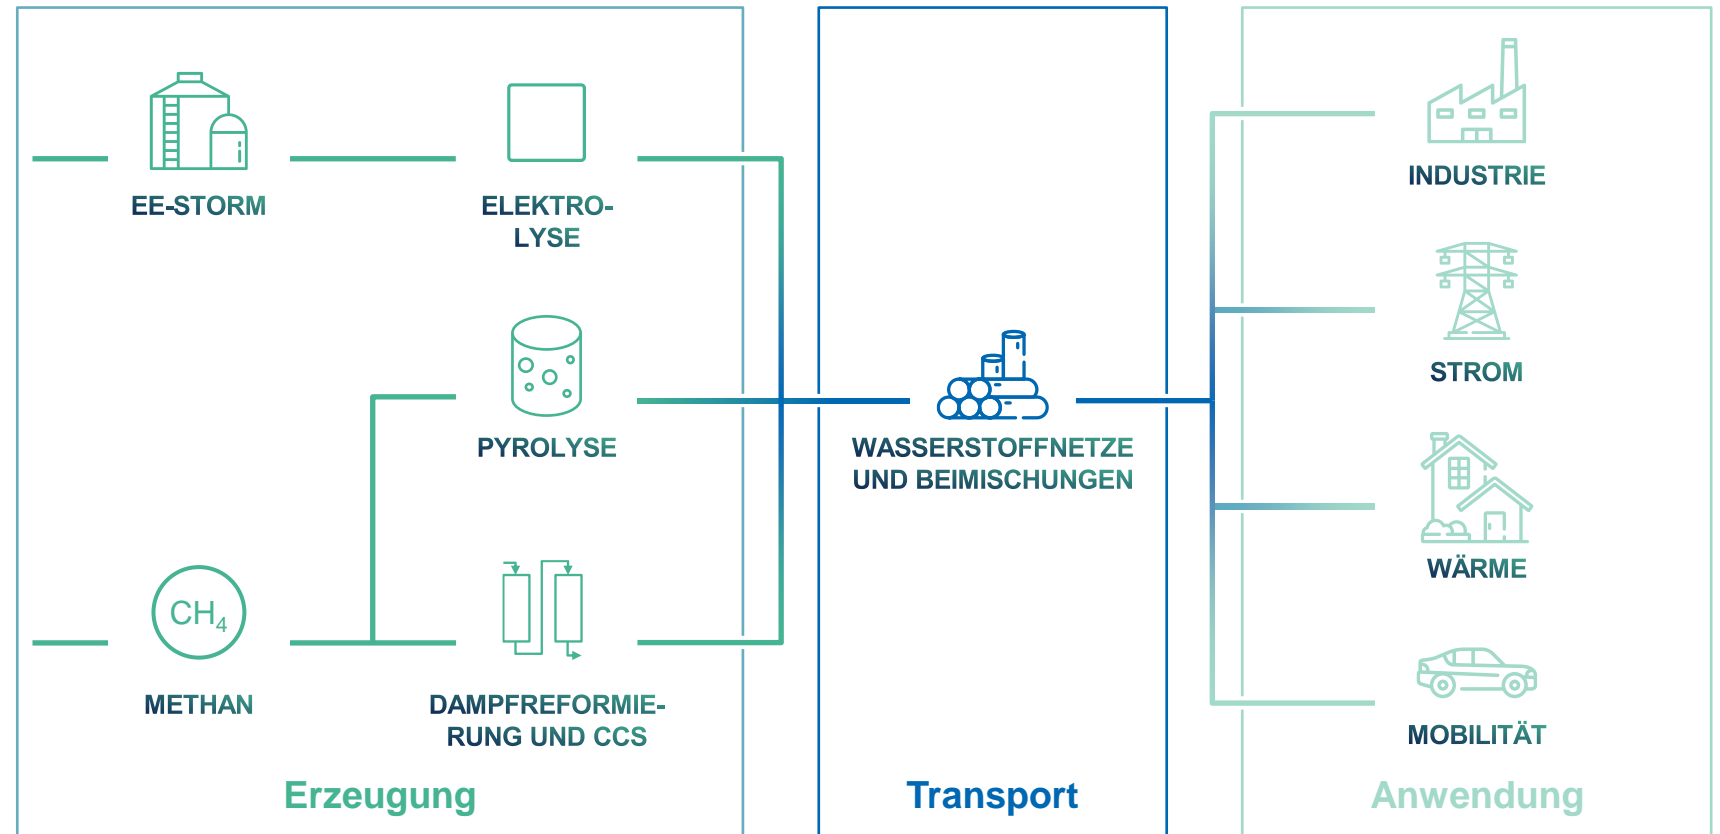 EE-STORM
ELEKTRO-
LYSE
PYROLYSE
CH₄
METHAN
DAMPFREFORMIE-
RUNG UND CCS
Erzeugung
WASSERSTOFFNETZE
UND BEIMISCHUNGEN
Transport
INDUSTRIE
STROM
WÄRME
MOBILITÄT
Anwendung